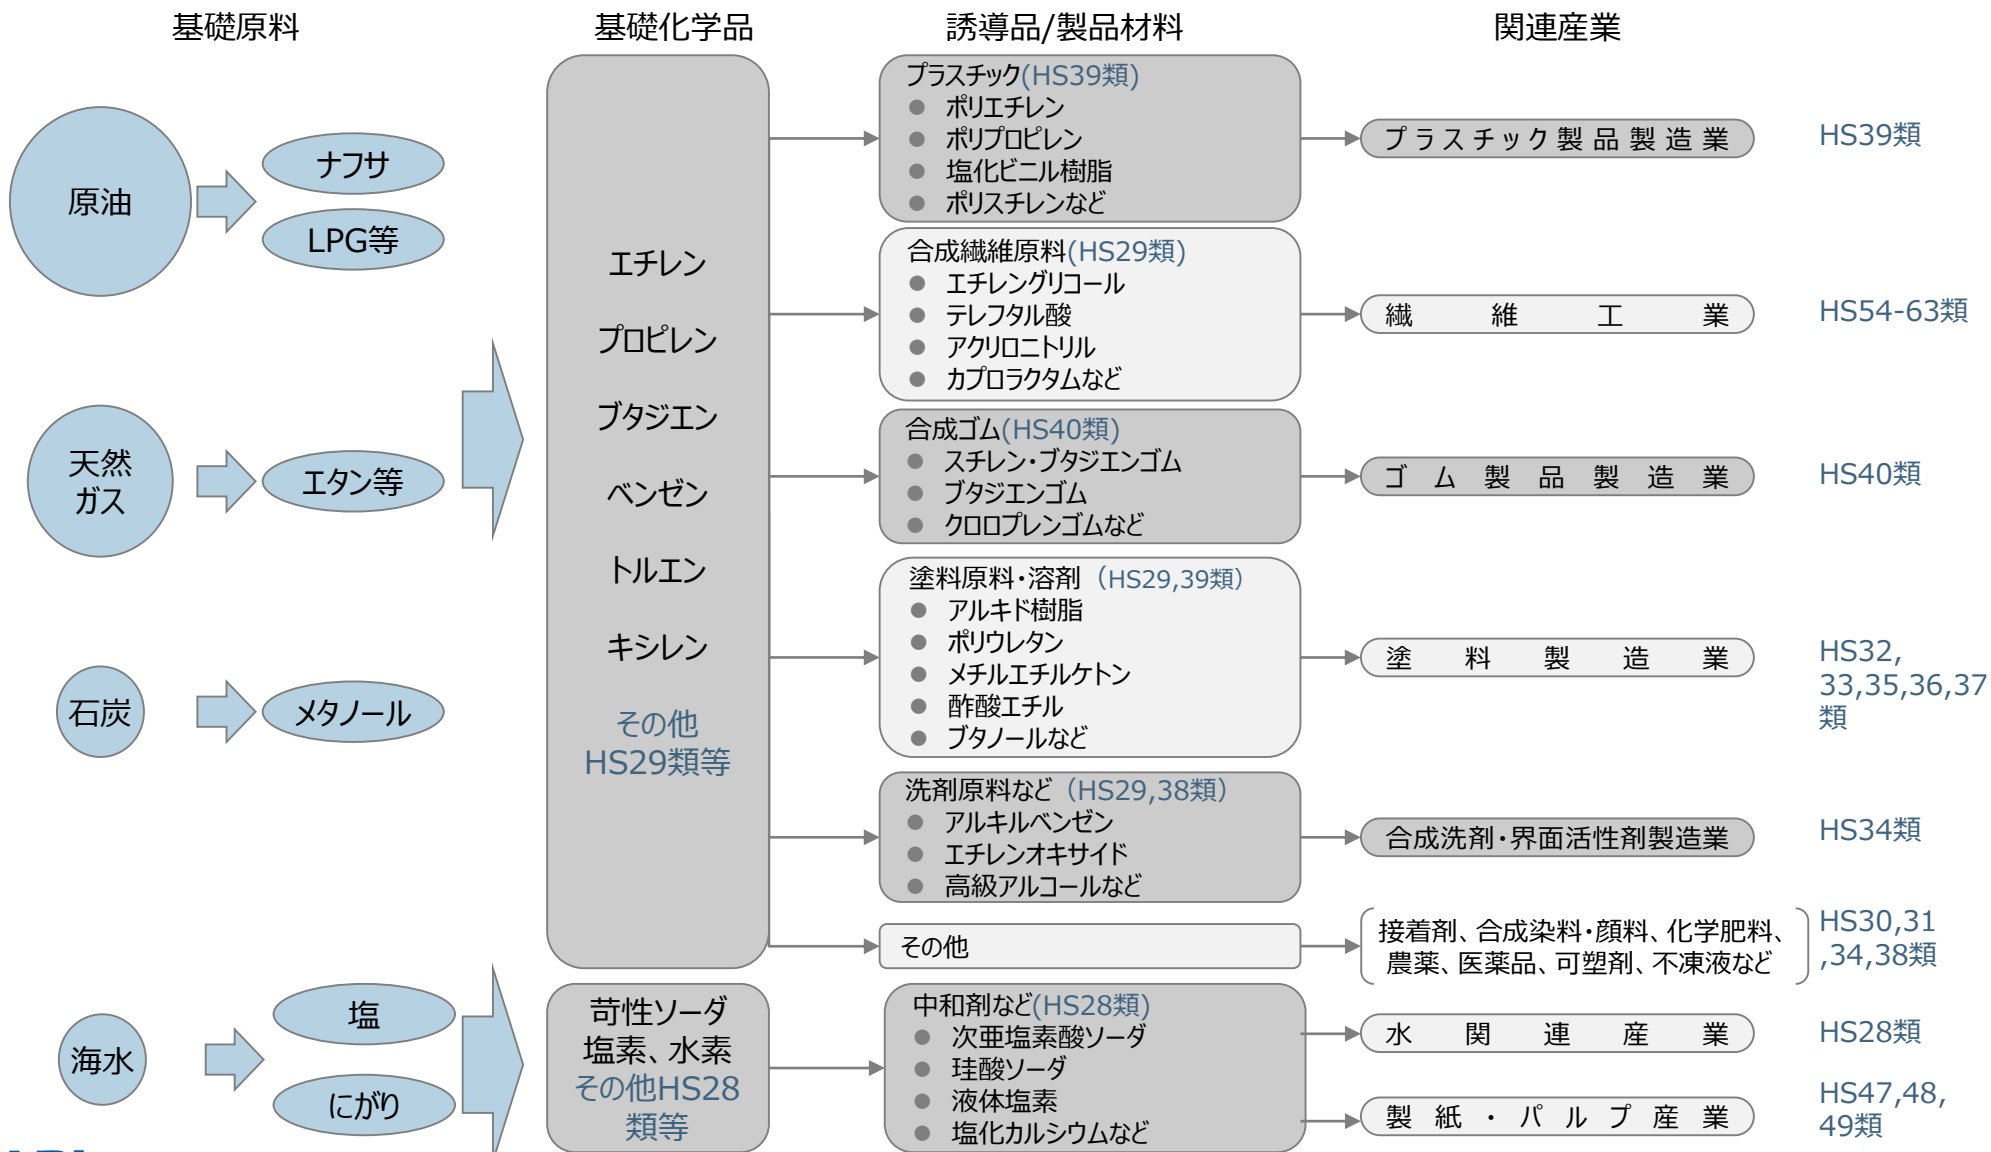 基礎原料
基礎化学品
誘導品/製品材料
関連産業
原油
ナフサ
LPG等
天然
ガス
エタン等
石炭
メタノール
海水
塩
にがり
エチレン
プロピレン
ブタジエン
ベンゼン
トルエン
キシレン
その他
HS29類等
苛性ソーダ
塩素、水素
その他HS28
類等
プラスチック(HS39類)
● ポリエチレン
● ポリプロピレン
● 塩化ビニル樹脂
● ポリスチレンなど
プラスチック製品製造業
HS39類
合成繊維原料(HS29類)
● エチレングリコール
● テレフタル酸
● アクリロニトリル
● カプロラクタムなど
繊維工業
HS54-63類
合成ゴム(HS40類)
● スチレン・ブタジエンゴム
● ブタジエンゴム
● クロロプレンゴムなど
ゴム製品製造業
HS40類
塗料原料・溶剤（HS29,39類）
● アルキド樹脂
● ポリウレタン
● メチルエチルケトン
● 酢酸エチル
● ブタノールなど
塗料製造業
HS32,
33,35,36,37
類
洗剤原料など（HS29,38類）
● アルキルベンゼン
● エチレンオキサイド
● 高級アルコールなど
合成洗剤・界面活性剤製造業
HS34類
その他
接着剤、合成染料・顔料、化学肥料、
農薬、医薬品、可塑剤、不凍液など
HS30,31
,34,38類
中和剤など(HS28類)
● 次亜塩素酸ソーダ
● 珪酸ソーダ
● 液体塩素
● 塩化カルシウムなど
水関連産業
HS28類
製紙・パルプ産業
HS47,48,
49類